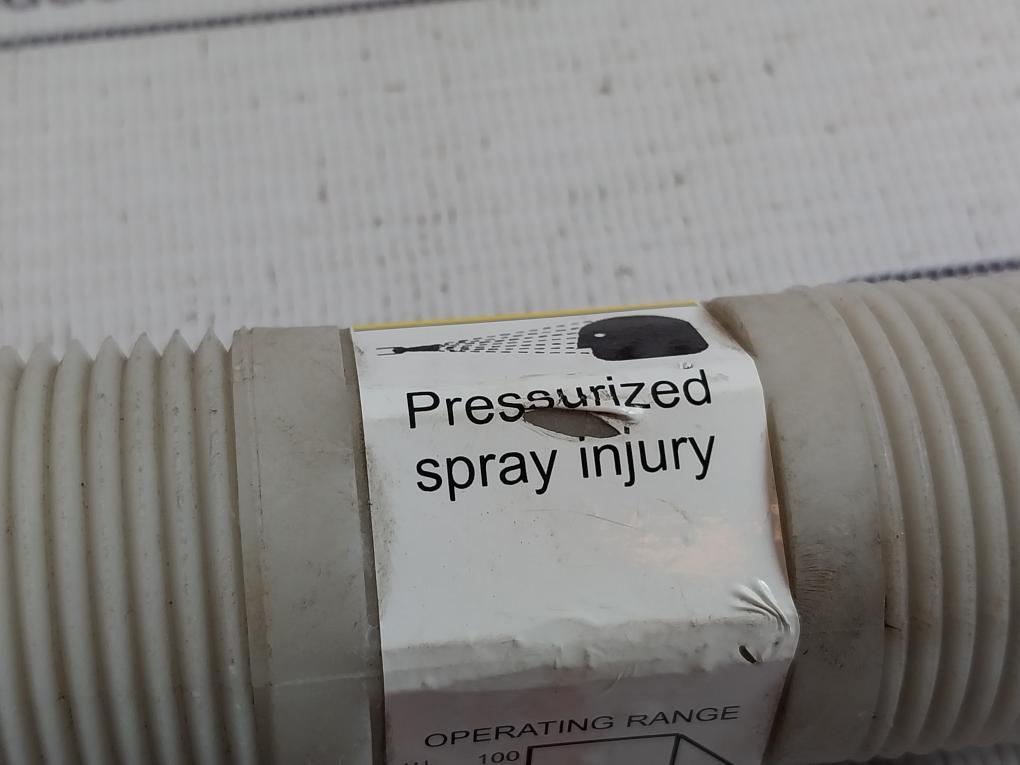 Pressurized
spray injury
OPERATING RANGE
100